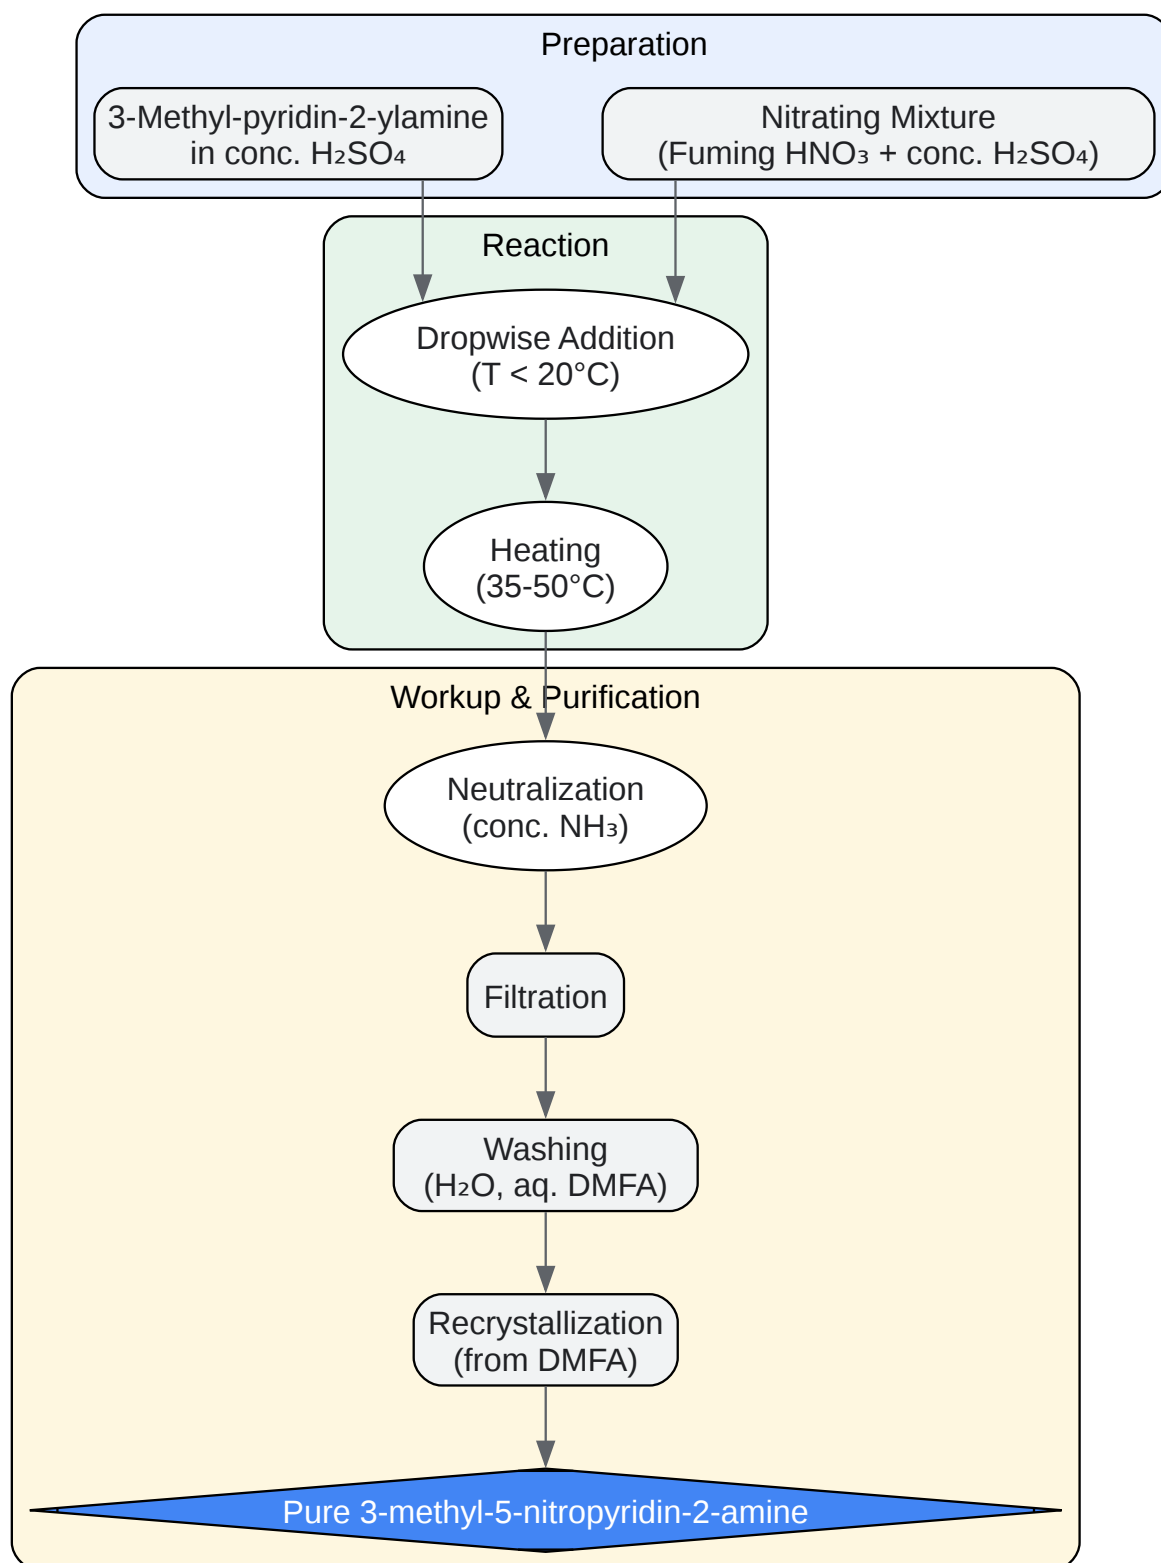 Preparation
3-Methyl-pyridin-2-ylamine
in conc. H₂SO₄
Nitrating Mixture
(Fuming HNO₃ + conc. H₂SO₄)
Reaction
Dropwise Addition
(T < 20°C)
Heating
(35-50°C)
Workup & Purification
Neutralization
(conc. NH₃)
Filtration
Washing
(H₂O, aq. DMFA)
Recrystallization
(from DMFA)
Pure 3-methyl-5-nitropyridin-2-amine